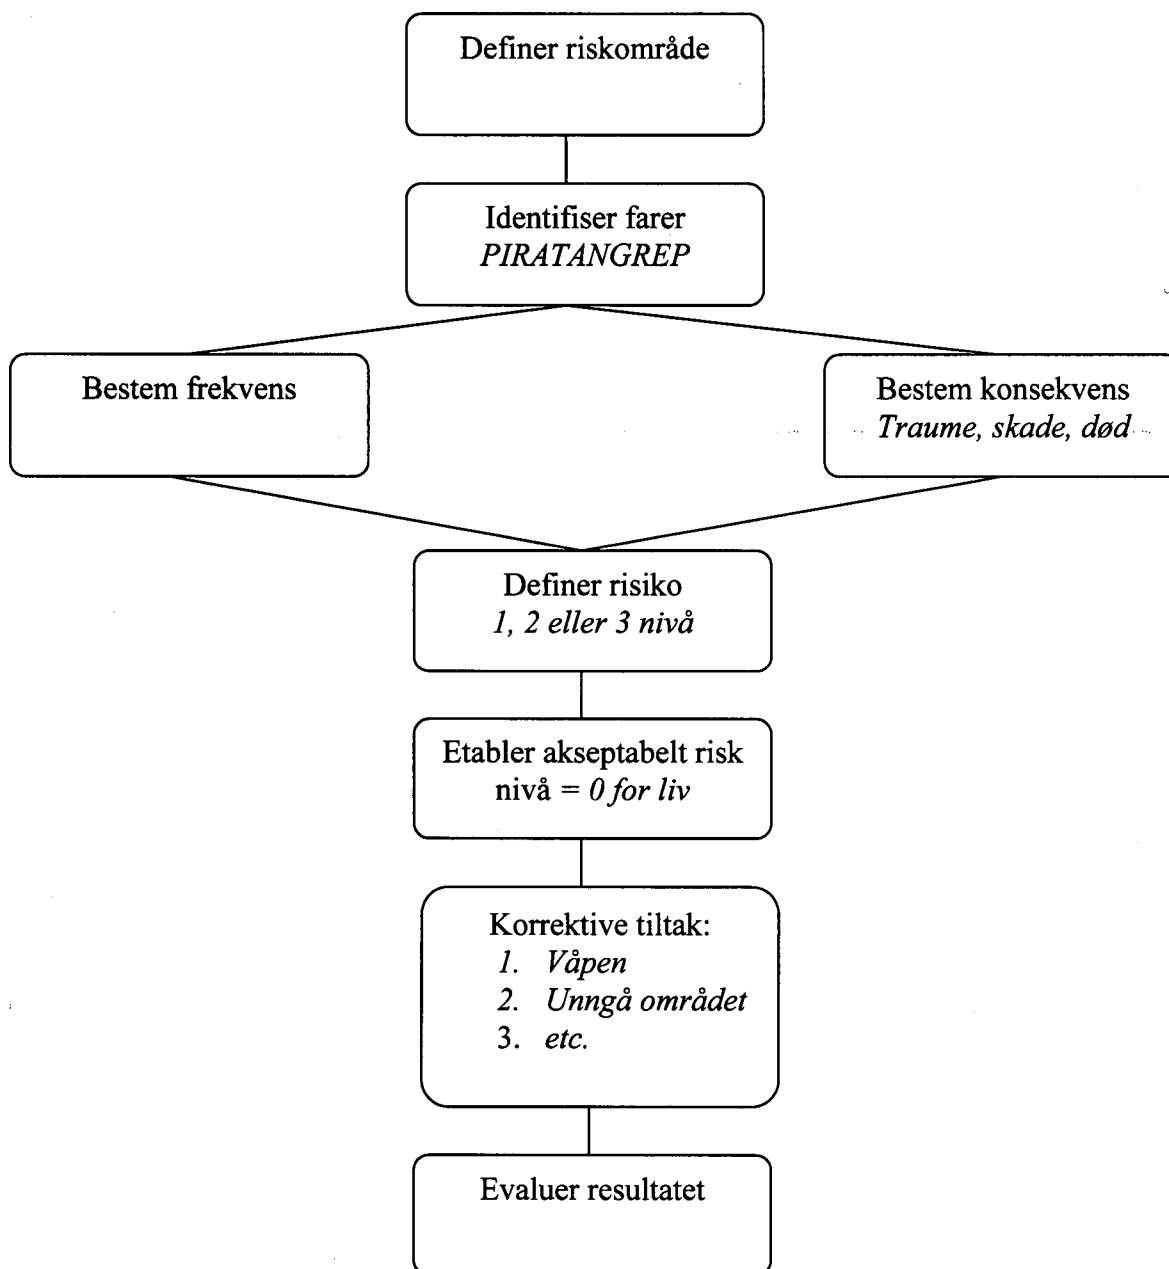 Definer riskområde
Identifiser farer
PIRATANGREP
Bestem frekvens
Bestem konsekvens
Traume, skade, død
Definer risiko
1, 2 eller 3 nivå
Etabler akseptabelt risk
nivå = 0 for liv
Korrektive tiltak:
1. Våpen
2. Unngå området
3. etc.
Evaluer resultatet